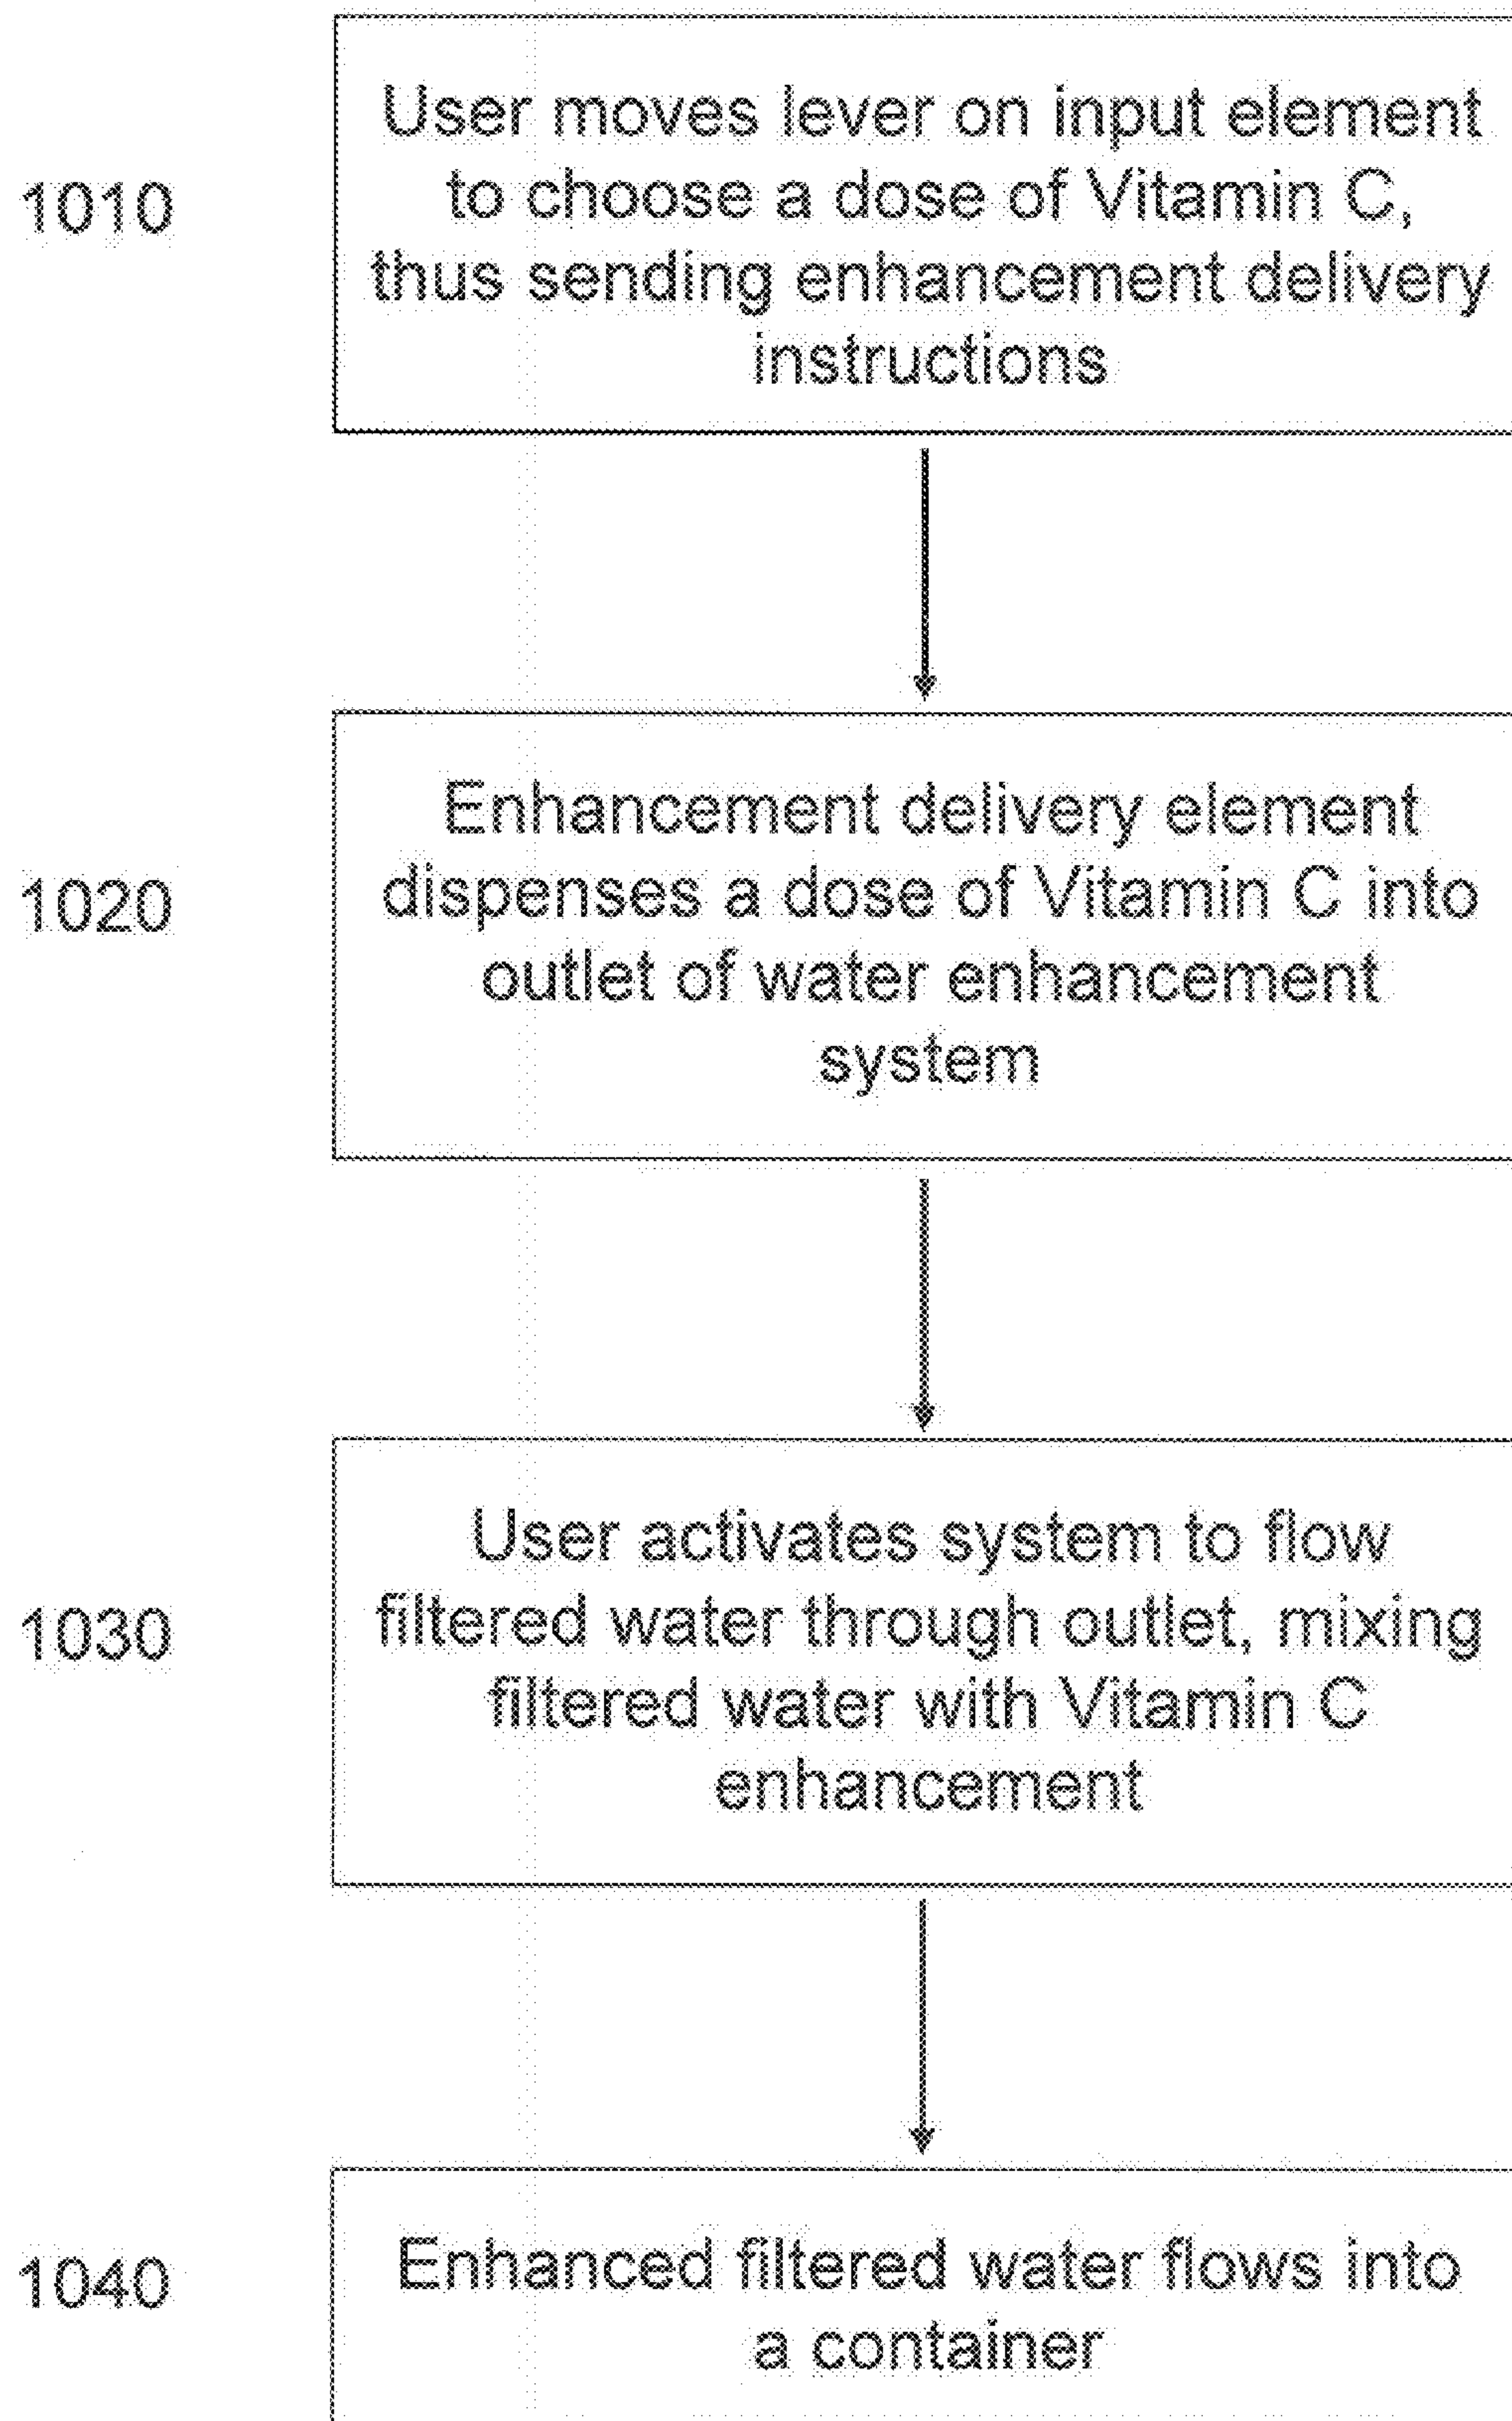 User moves lever on input element
1010
to choose a dose of Vitamin C,
thus sending enhancement delivery
instructions
Enhancement delivery element
1020
dispenses a dose of Vitamin C into
outlet of water enhancement
system
User activates system to flow
1030
filtered water through outlet, mixing
filtered water with Vitamin C
enhancement
1040
Enhanced filtered water flows into
a container